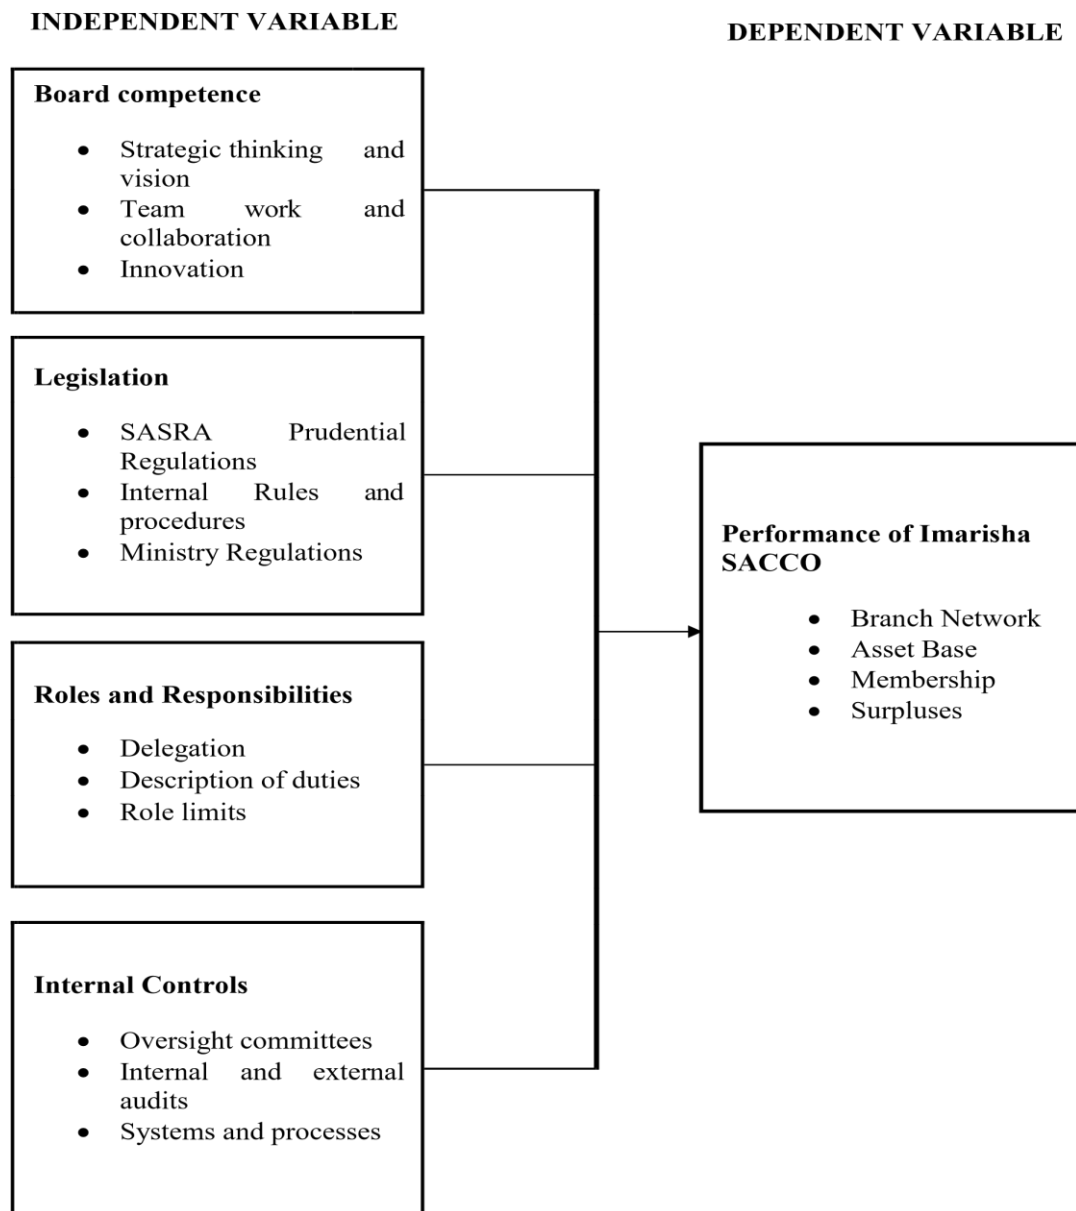 INDEPENDENT VARIABLE
DEPENDENT VARIABLE
Board competence
• Strategic thinking and
vision
• Team work and
collaboration
• Innovation
Legislation
• SASRA Prudential
Regulations
• Internal Rules and
procedures
• Ministry Regulations
Roles and Responsibilities
• Delegation
• Description of duties
• Role limits
Internal Controls
• Oversight committees
• Internal and external
audits
• Systems and processes
Performance of Imarisha
SACCO
• Branch Network
• Asset Base
• Membership
• Surpluses